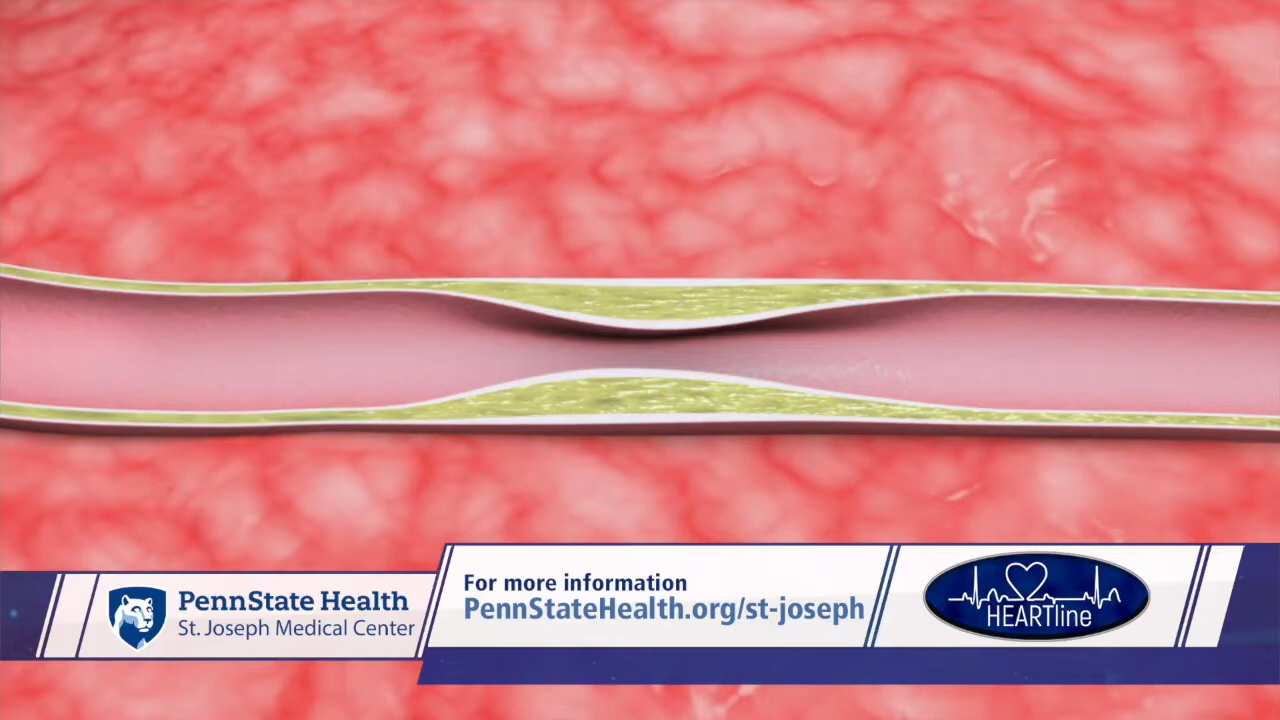 PennState Health
St. Joseph Medical Center
For more information
PennStateHealth.org/st-joseph
HEARTline